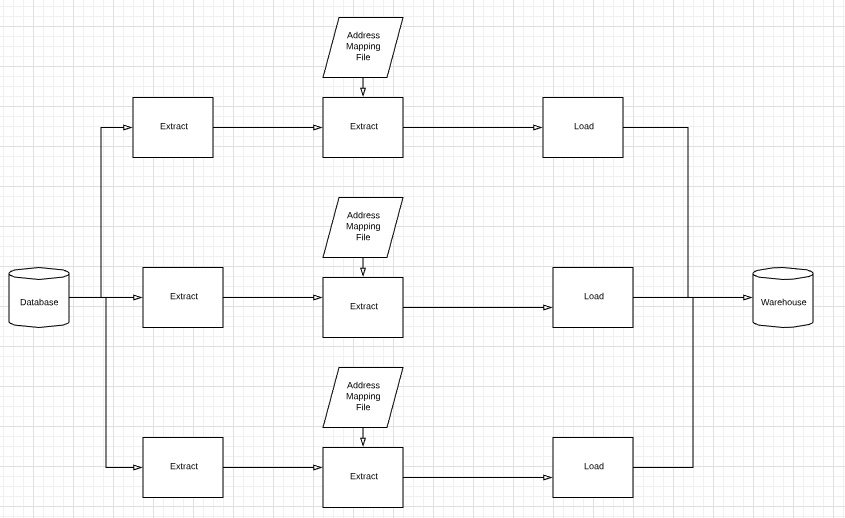 Address
Mapping
File
Extract
Extract
Load
Address
Mapping
File
Database
Extract
Extract
Load
Warehouse
Address
Mapping
File
Extract
Extract
Load